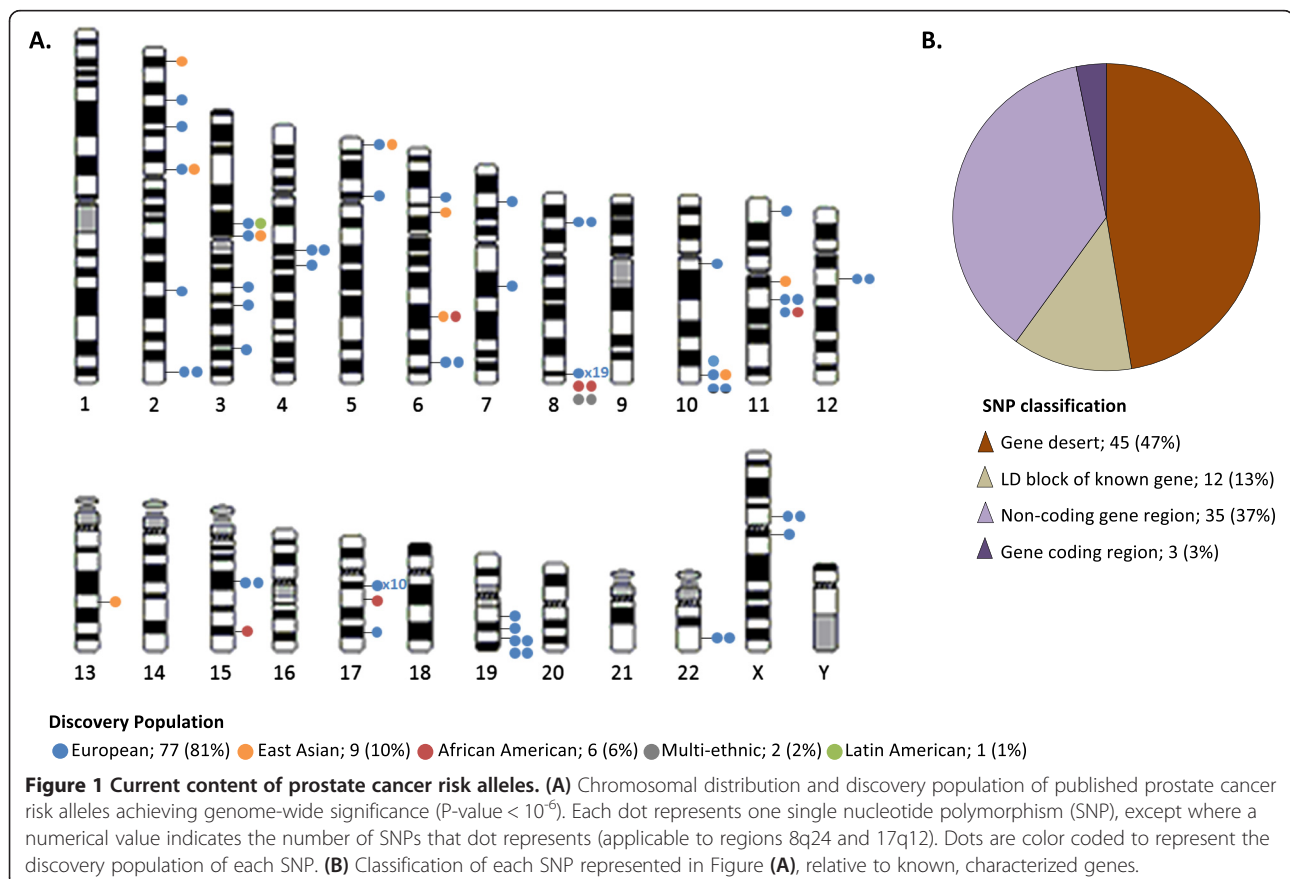 A.
B.
x19
1 2 3 4 5 6 7 8 9 10 11 12
x10
13 14 15 16 17 18 19 20 21 22 X Y
SNP classification
Gene desert; 45 (47%)
LD block of known gene; 12 (13%)
Non-coding gene region; 35 (37%)
Gene coding region; 3 (3%)
Discovery Population
European; 77 (81%) East Asian; 9 (10%) African American; 6 (6%) Multi-ethnic; 2 (2%) Latin American; 1 (1%)
Figure 1 Current content of prostate cancer risk alleles. (A) Chromosomal distribution and discovery population of published prostate cancer
risk alleles achieving genome-wide significance (P-value < 10⁻⁶). Each dot represents one single nucleotide polymorphism (SNP), except where a
numerical value indicates the number of SNPs that dot represents (applicable to regions 8q24 and 17q12). Dots are color coded to represent the
discovery population of each SNP. (B) Classification of each SNP represented in Figure (A), relative to known, characterized genes.